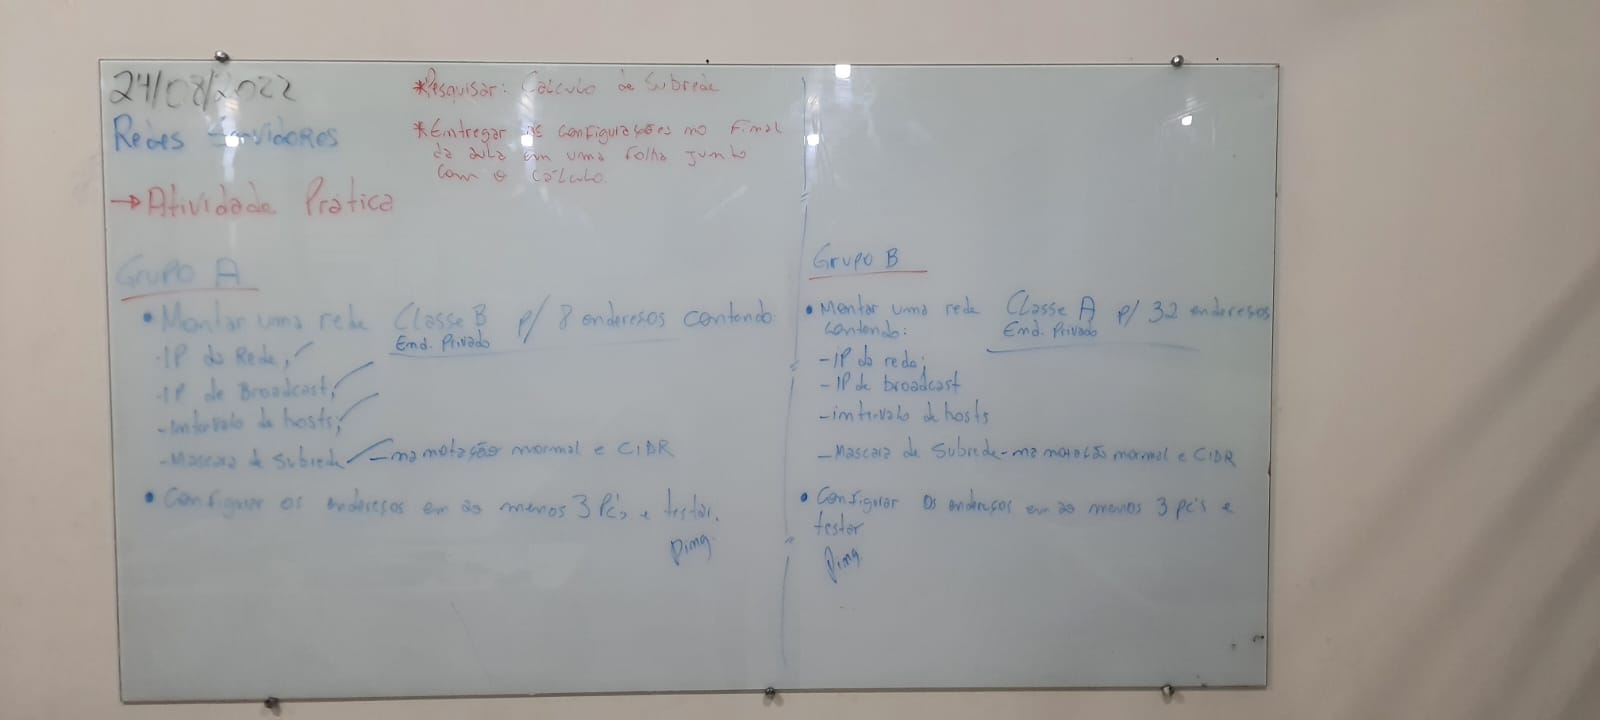 24/08/2022
Redes Servidores
→ Atividade Pratica
*Pesquisar: Calculo de Subrede
*Entregar as configurações no final
da aula em uma folha junto
com o cálculo.
Grupo A
• Montar uma rede Classe B p/ 8 enderesos contendo:
End. Privado
-IP da Rede;
-IP de Broadcast;
-intervalo de hosts;
-Mascara de Subrede - na notação normal e CIDR
• Configurar os enderesos em ao menos 3 PC's e testar.
ping
Grupo B
• Montar uma rede Classe A p/ 32 enderesos
contendo: End. Privado
-IP da rede;
-IP de broadcast
-intervalo de hosts
-Mascara de Subrede - na notação normal e CIDR
• Configurar os enderesos em ao menos 3 pc's e
testar
ping